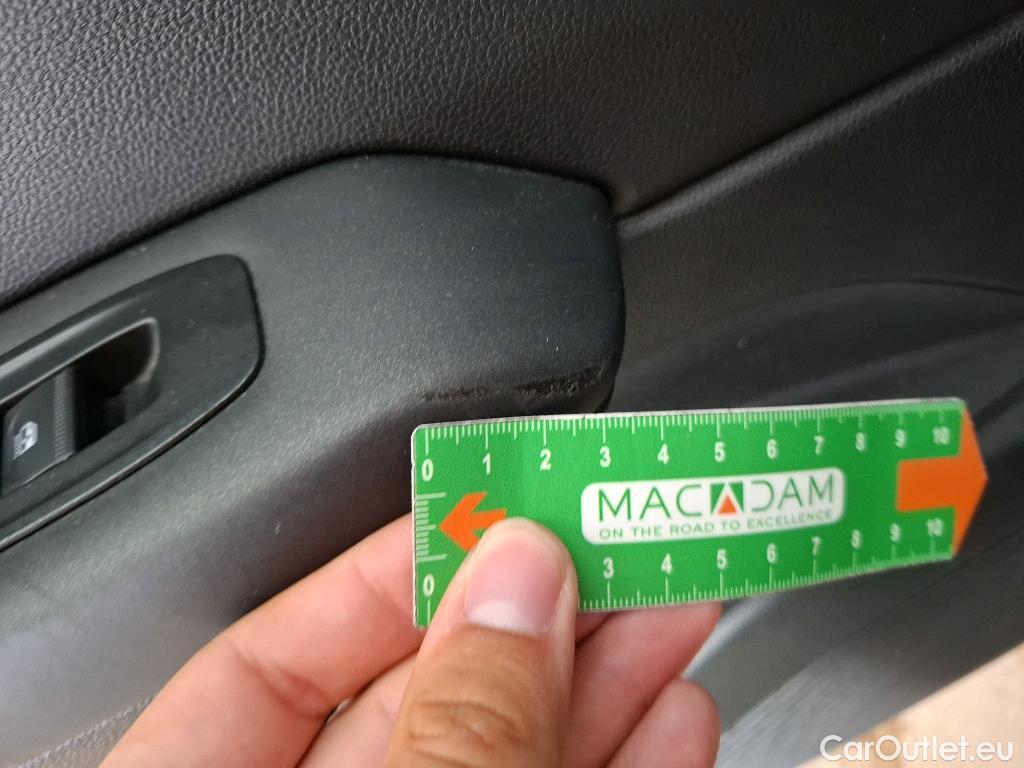 0 1 2 3 4 5 6 7 8 9 10
MACADAM
ON THE ROAD TO EXCELLENCE
0 3 4 5 6 7 8 9 10
CarOutlet.eu